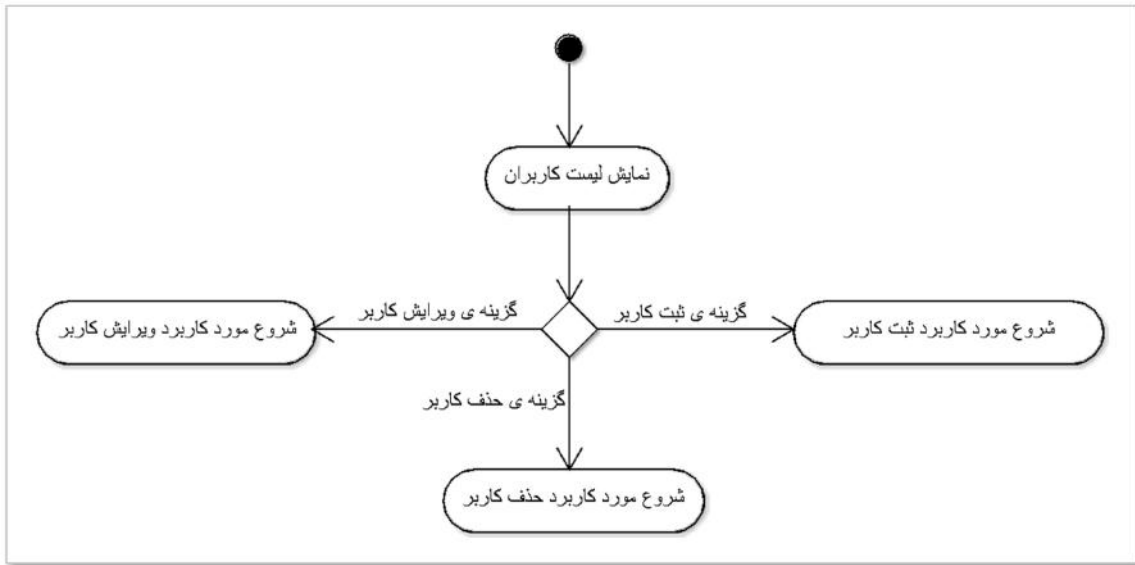 نمایش لیست کاربران
گزینه ی ثبت کاربر
گزینه ی ویرایش کاربر
شروع مورد کاربرد ثبت کاربر
شروع مورد کاربرد ویرایش کاربر
گزینه ی حذف کاربر
شروع مورد کاربرد حذف کاربر